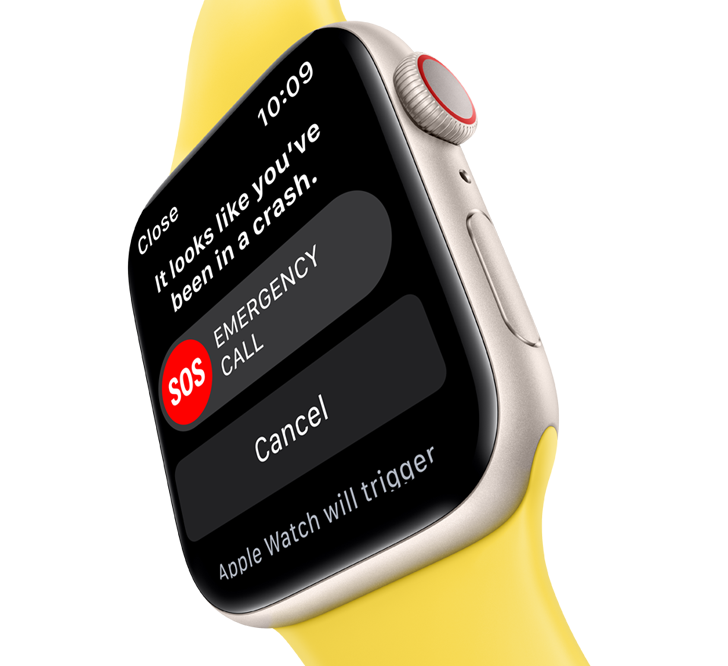 10:09
Close
It looks like you've
been in a crash.
SOS
EMERGENCY
CALL
Cancel
Apple Watch will trigger